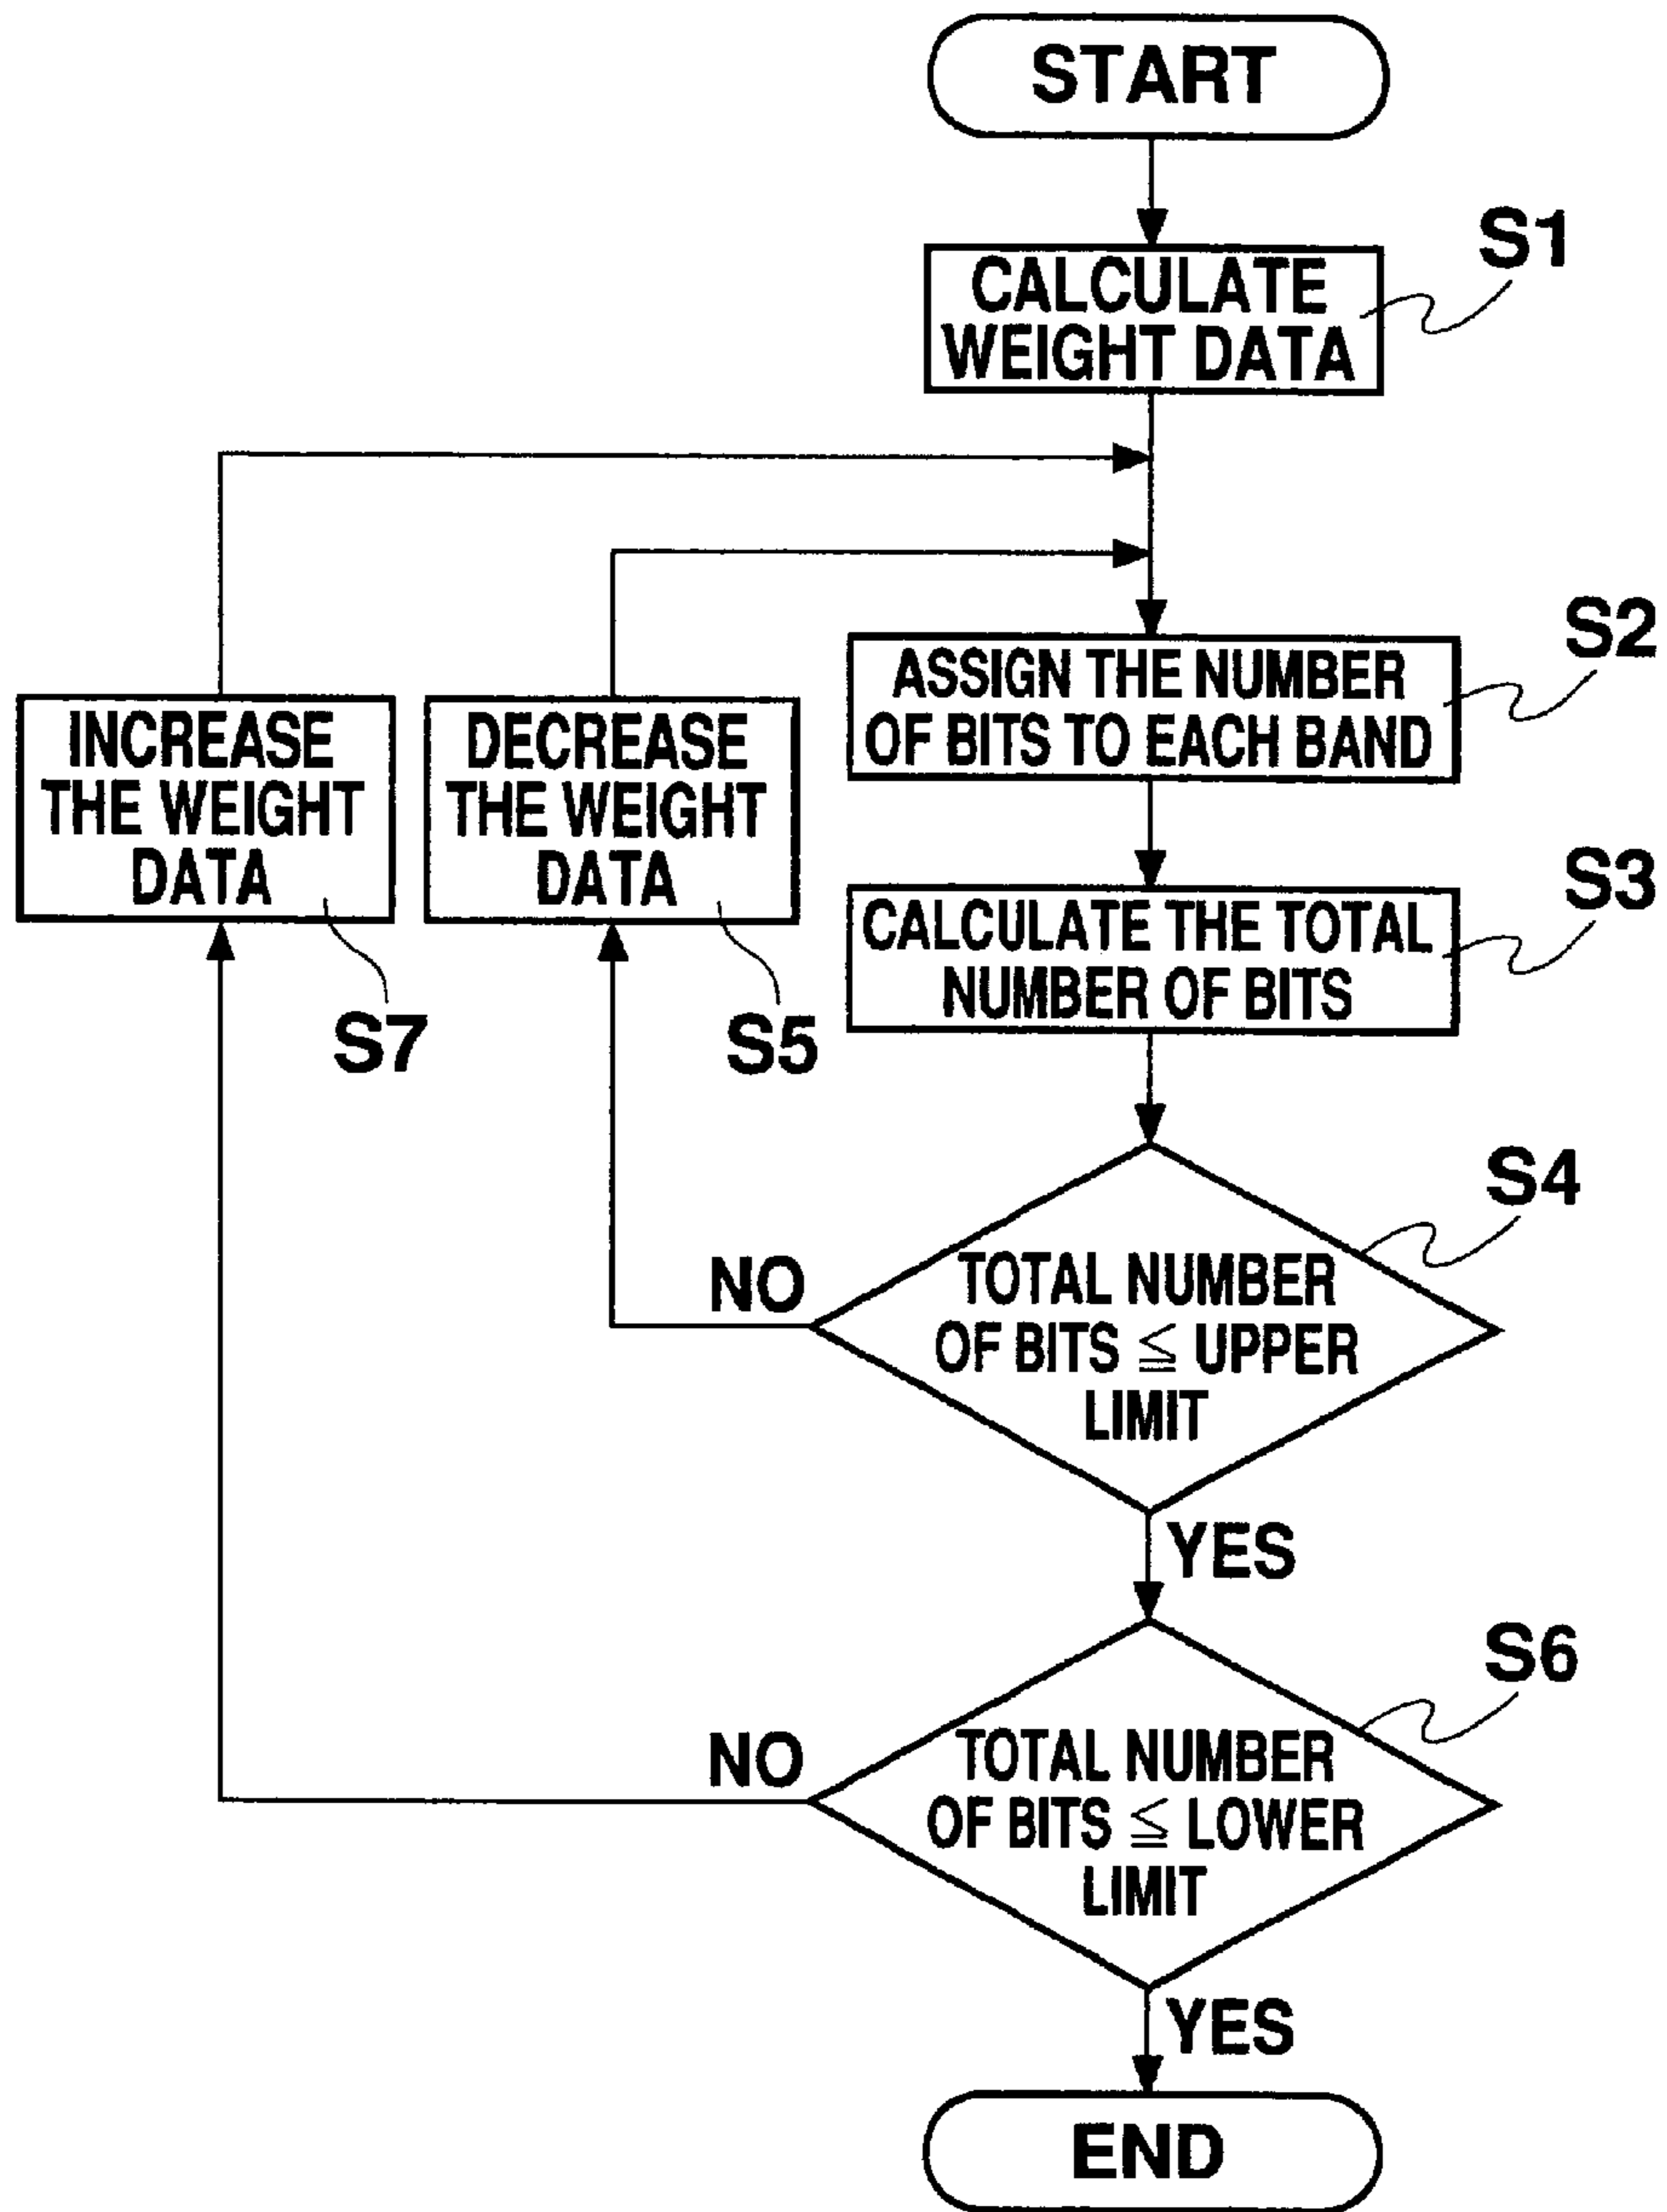 START
S1
CALCULATE
WEIGHT DATA
S2
ASSIGN THE NUMBER
OF BITS TO EACH BAND
INCREASE
THE WEIGHT
DATA
S7
DECREASE
THE WEIGHT
DATA
S5
S3
CALCULATE THE TOTAL
NUMBER OF BITS
S4
TOTAL NUMBER
OF BITS ≦ UPPER
LIMIT
NO
YES
S6
TOTAL NUMBER
OF BITS ≦ LOWER
LIMIT
NO
YES
END